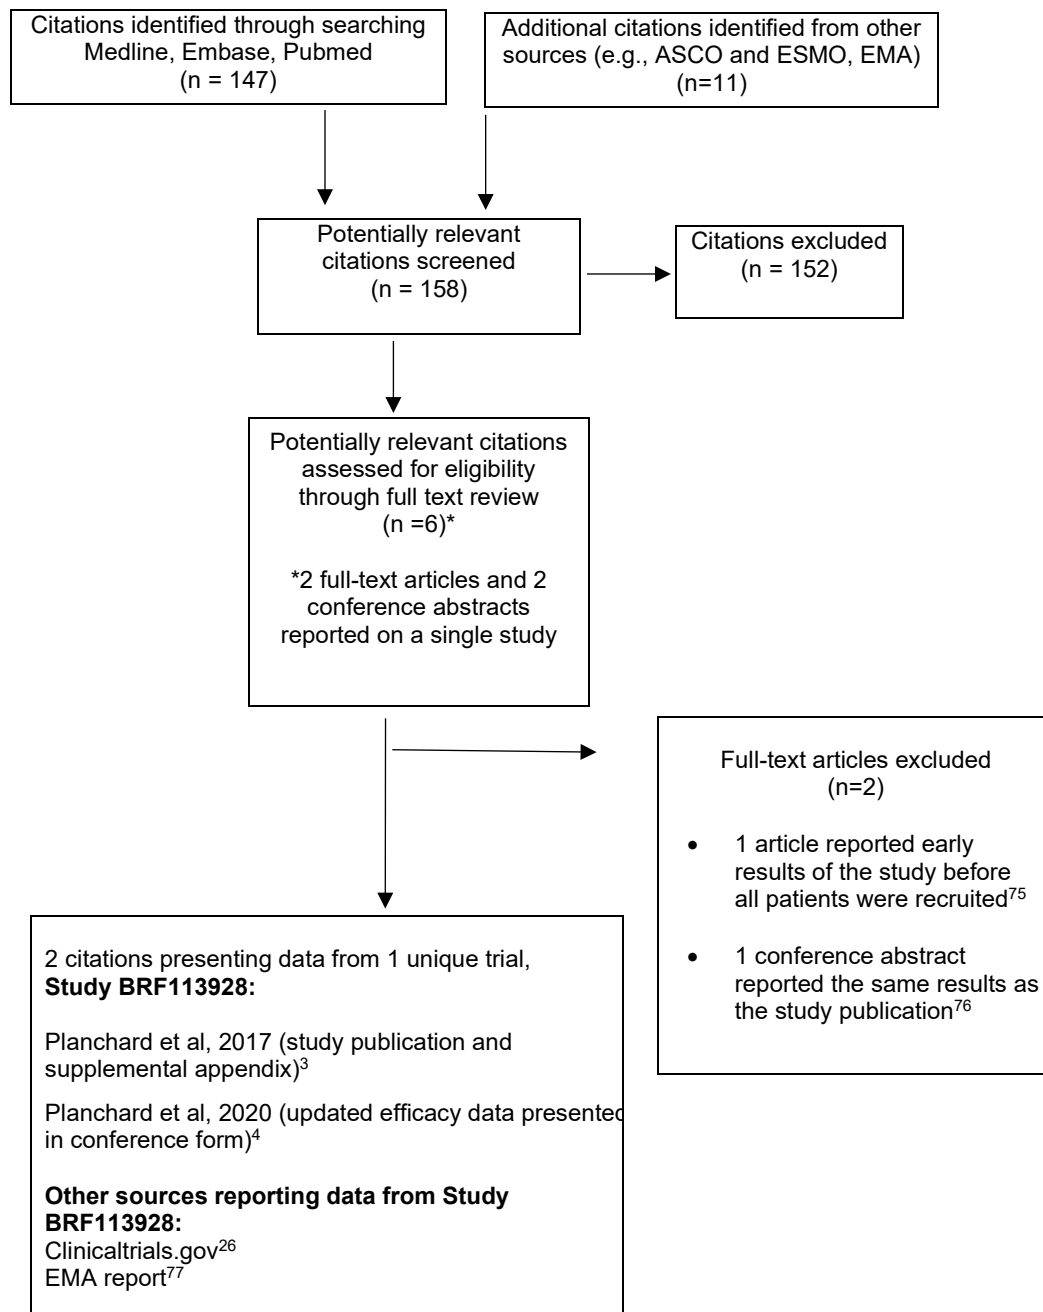 Citations identified through searching
Medline, Embase, Pubmed
(n = 147)
Additional citations identified from other
sources (e.g., ASCO and ESMO, EMA)
(n=11)
Potentially relevant
citations screened
(n = 158)
Citations excluded
(n = 152)
Potentially relevant citations
assessed for eligibility
through full text review
(n =6)*
*2 full-text articles and 2
conference abstracts
reported on a single study
Full-text articles excluded
(n=2)
• 1 article reported early
results of the study before
all patients were recruited75
• 1 conference abstract
reported the same results as
the study publication76
2 citations presenting data from 1 unique trial,
Study BRF113928:
Planchard et al, 2017 (study publication and
supplemental appendix)3
Planchard et al, 2020 (updated efficacy data presented
in conference form)4
Other sources reporting data from Study
BRF113928:
Clinicaltrials.gov26
EMA report77